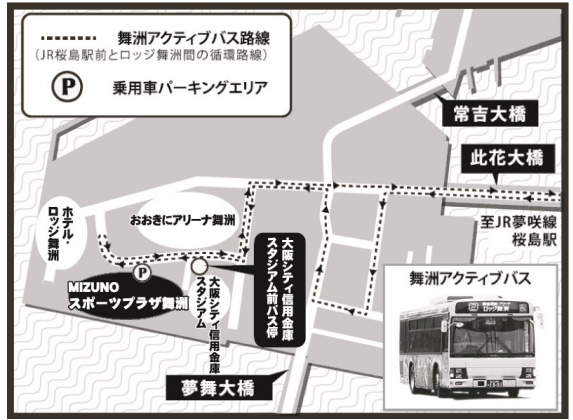 舞洲アクティブバス路線
(JR桜島駅前とロッジ舞洲間の循環路線)
P 乗用車パーキングエリア
常吉大橋
此花大橋
至JR夢咲線
桜島駅
ホテル・
ロッジ舞洲
おおきにアリーナ舞洲
P
MIZUNO
スポーツプラザ舞洲
大阪シティ信用金庫
スタジアム
大阪シティ信用金庫
スタジアム前バス停
夢舞大橋
舞洲アクティブバス
ロッジ舞洲